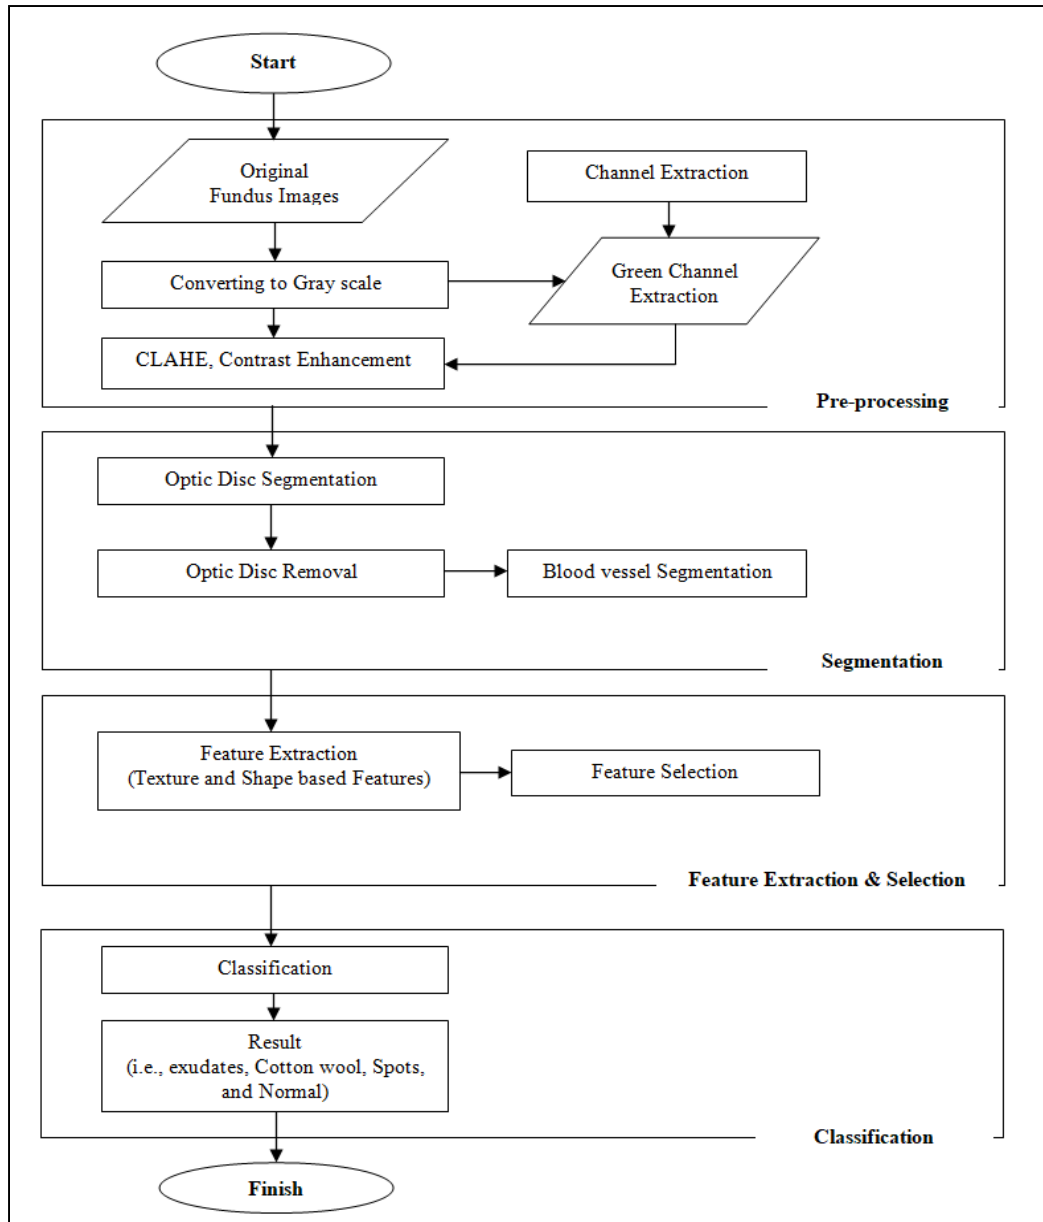 Start
Original
Fundus Images
Channel Extraction
Converting to Gray scale
Green Channel
Extraction
CLAHE, Contrast Enhancement
Pre-processing
Optic Disc Segmentation
Optic Disc Removal
Blood vessel Segmentation
Segmentation
Feature Extraction
(Texture and Shape based Features)
Feature Selection
Feature Extraction & Selection
Classification
Result
(i.e., exudates, Cotton wool, Spots,
and Normal)
Classification
Finish